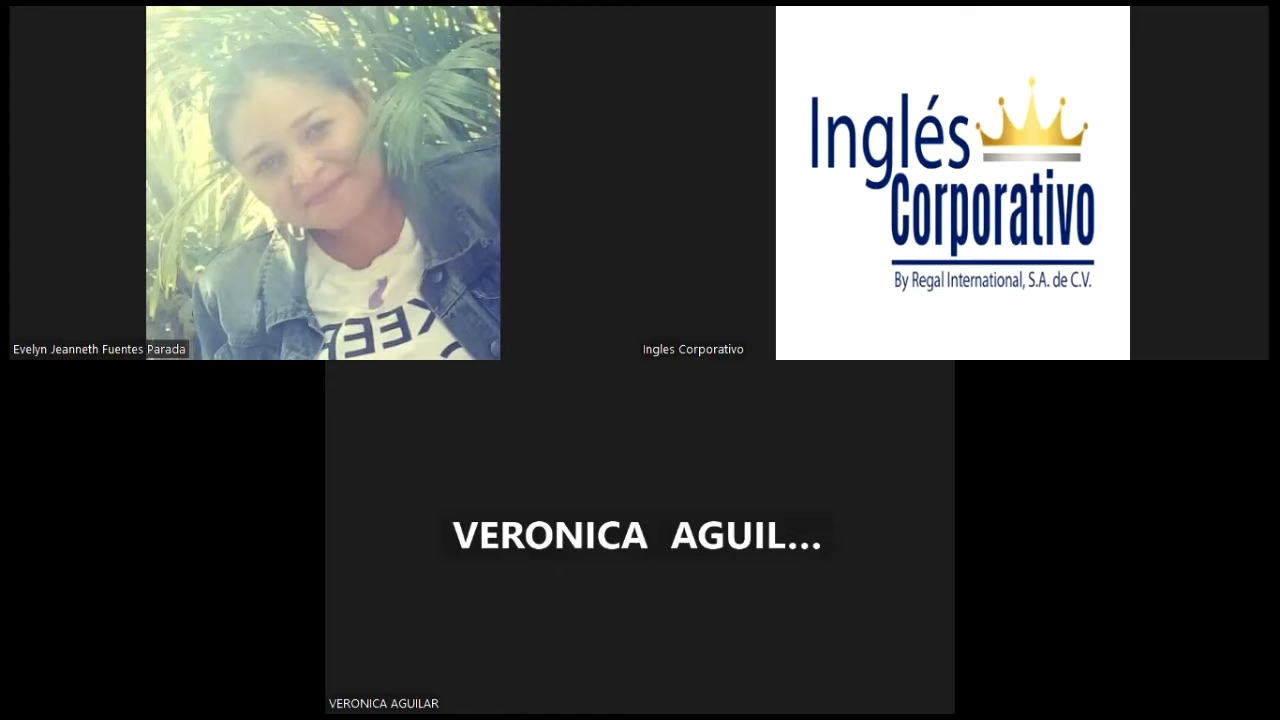 Inglés
Corporativo
By Regal International, S.A. de C.V.
Evelyn Jeanneth Fuentes Parada
Ingles Corporativo
VERONICA AGUIL...
VERONICA AGUILAR